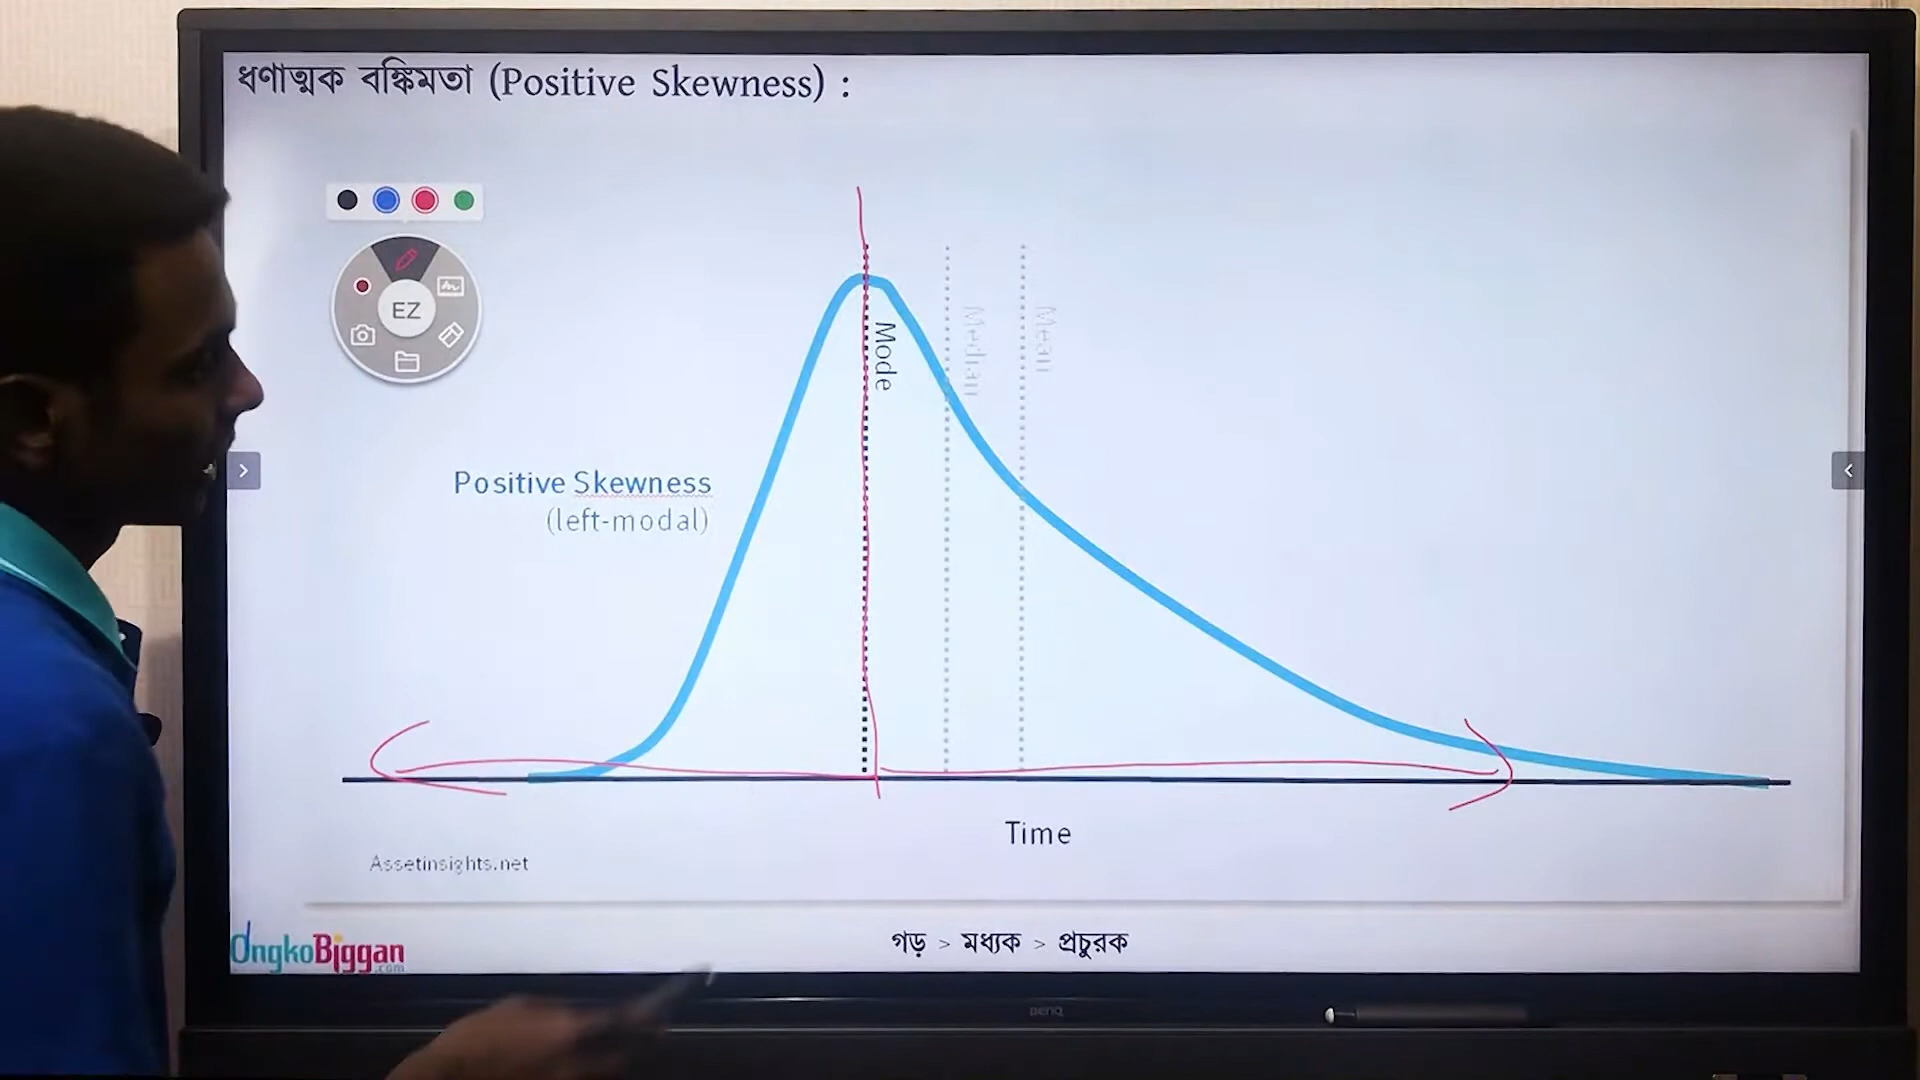 ধণাত্মক বঙ্কিমতা (Positive Skewness) :
EZ
Mode
Median
Mean
Positive Skewness
(left-modal)
Time
Assetinsights.net
OngkoBiggan
.com
গড় > মধ্যক > প্রচুরক
BenQ